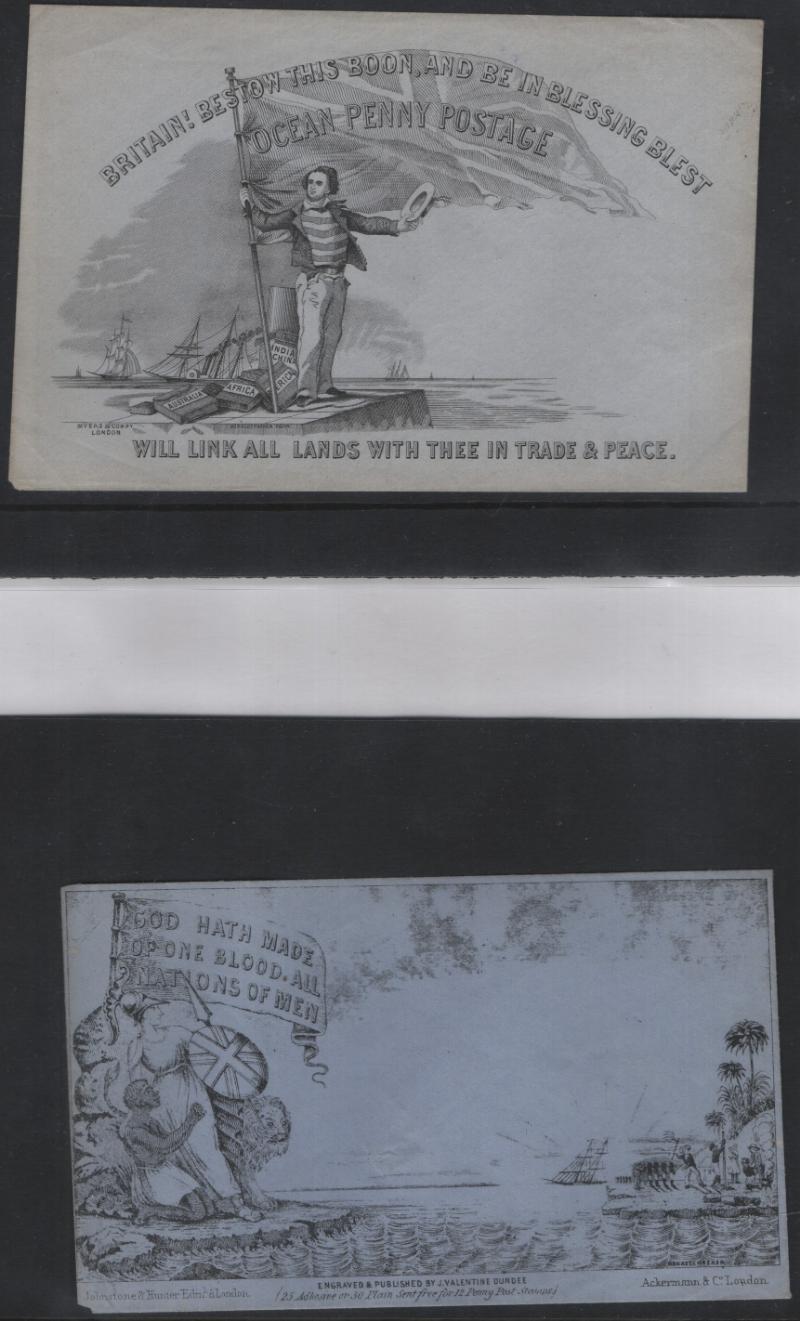 BRITAIN! BESTOW THIS BOON, AND BE IN BLESSING BLEST
OCEAN PENNY POSTAGE
INDIA
CHINA
AUSTRALIA
AFRICA
MYERS & COMPY
LONDON
WILL LINK ALL LANDS WITH THEE IN TRADE & PEACE.
GOD HATH MADE
OF ONE BLOOD. ALL
NATIONS OF MEN
ENGRAVED & PUBLISHED BY J. VALENTINE DUNDEE
Johnstone & Hunter Edinr. & London
(25 Adhesive or 30 Plain Sent free for 12 Penny Post Stamps)
Ackermann & Co. London